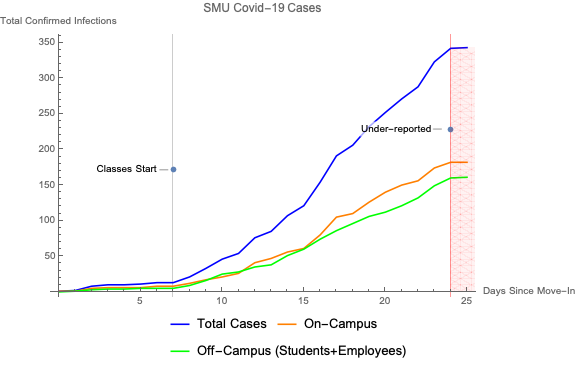 SMU Covid-19 Cases
Total Confirmed Infections
350
300
250
200
150
100
50
Under-reported
Classes Start
5
10
15
20
25
Days Since Move-In
Total Cases
On-Campus
Off-Campus (Students+Employees)